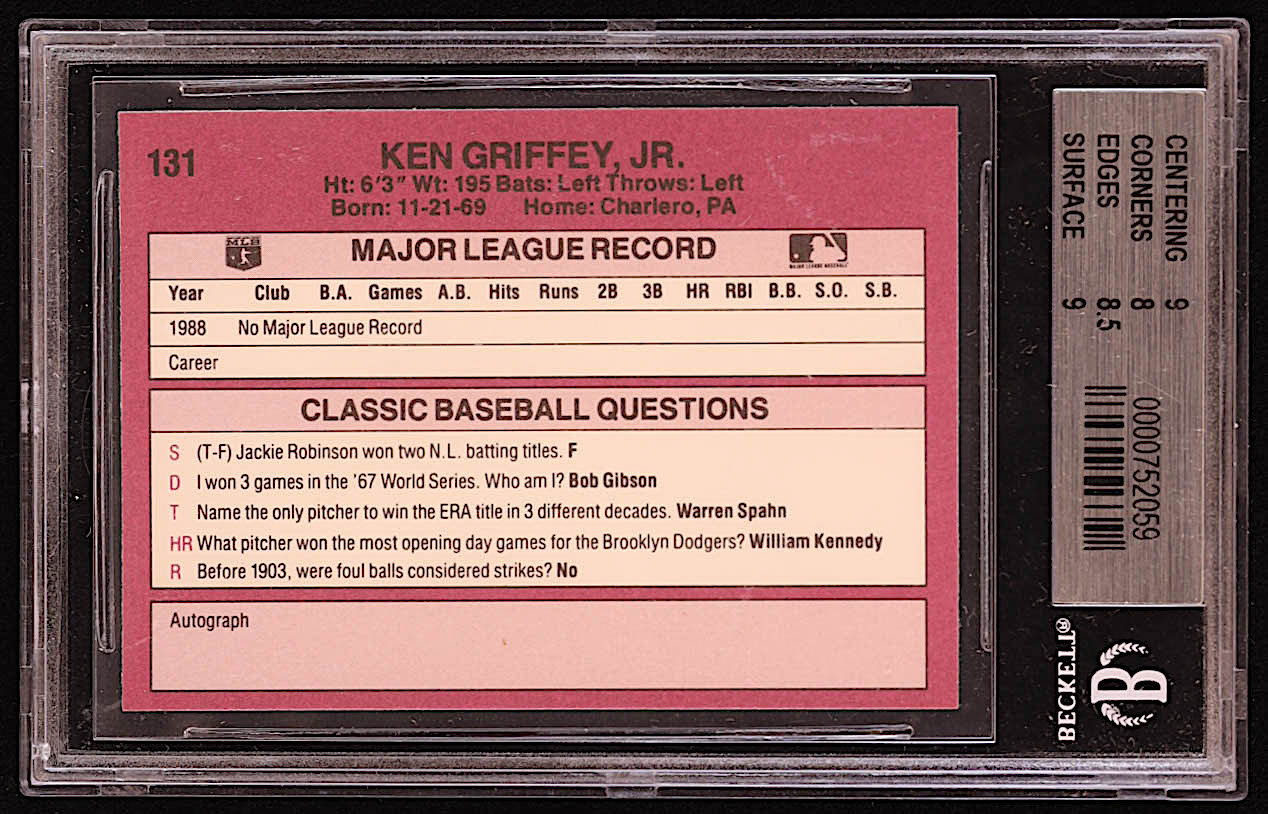 131
KEN GRIFFEY, JR.
Ht: 6'3" Wt: 195 Bats: Left Throws: Left
Born: 11-21-69 Home: Charlero, PA
MLB
MAJOR LEAGUE RECORD
MAJOR LEAGUE BASEBALL
Year Club B.A. Games A.B. Hits Runs 2B 3B HR RBI B.B. S.O. S.B.
1988 No Major League Record
Career
CLASSIC BASEBALL QUESTIONS
S (T-F) Jackie Robinson won two N.L. batting titles. F
D I won 3 games in the '67 World Series. Who am I? Bob Gibson
T Name the only pitcher to win the ERA title in 3 different decades. Warren Spahn
HR What pitcher won the most opening day games for the Brooklyn Dodgers? William Kennedy
R Before 1903, were foul balls considered strikes? No
Autograph
CENTERING 9
CORNERS 8
EDGES 8.5
SURFACE 9
0000752059
B
BECKETT®